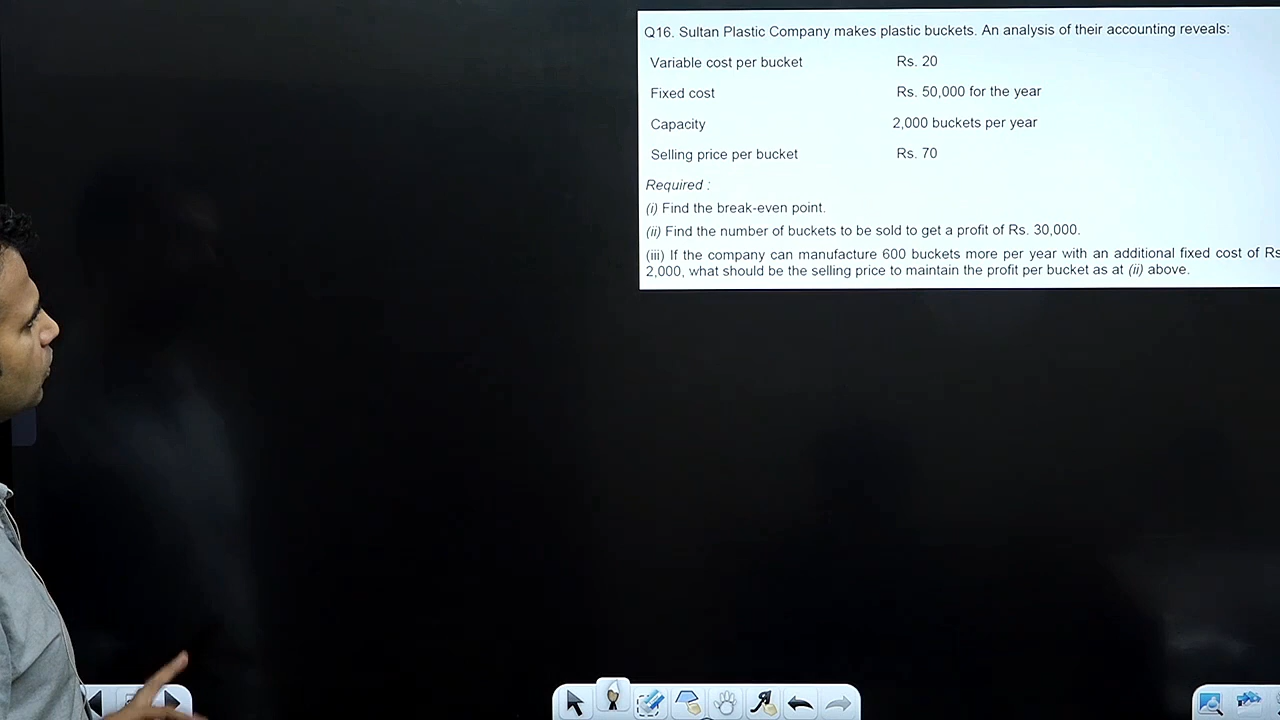 Q16. Sultan Plastic Company makes plastic buckets. An analysis of their accounting reveals:
Variable cost per bucket Rs. 20
Fixed cost Rs. 50,000 for the year
Capacity 2,000 buckets per year
Selling price per bucket Rs. 70
Required :
(i) Find the break-even point.
(ii) Find the number of buckets to be sold to get a profit of Rs. 30,000.
(iii) If the company can manufacture 600 buckets more per year with an additional fixed cost of Rs
2,000, what should be the selling price to maintain the profit per bucket as at (ii) above.